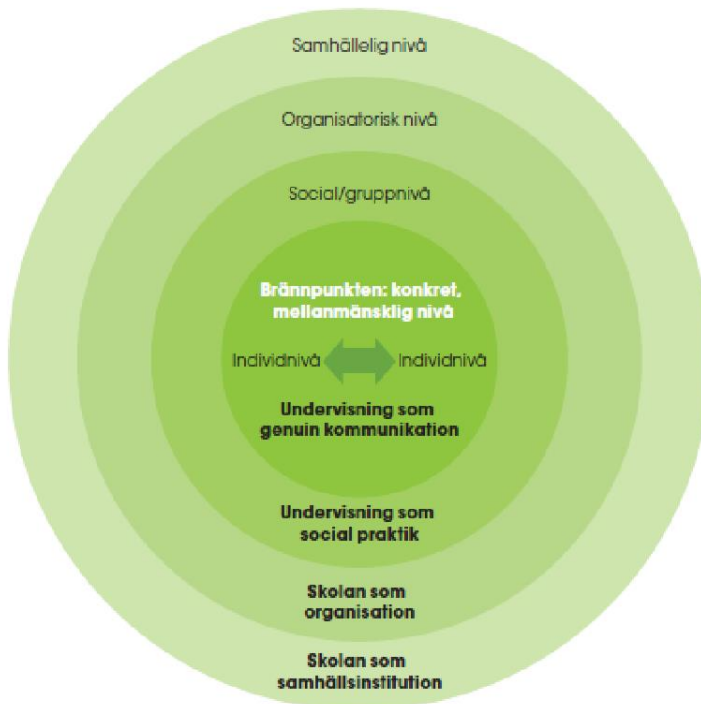 Samhällelig nivå
Organisatorisk nivå
Social/gruppnivå
Brännpunkten: konkret,
mellanmänsklig nivå
Individnivå Individnivå
Undervisning som
genuin kommunikation
Undervisning som
social praktik
Skolan som
organisation
Skolan som
samhällsinstitution